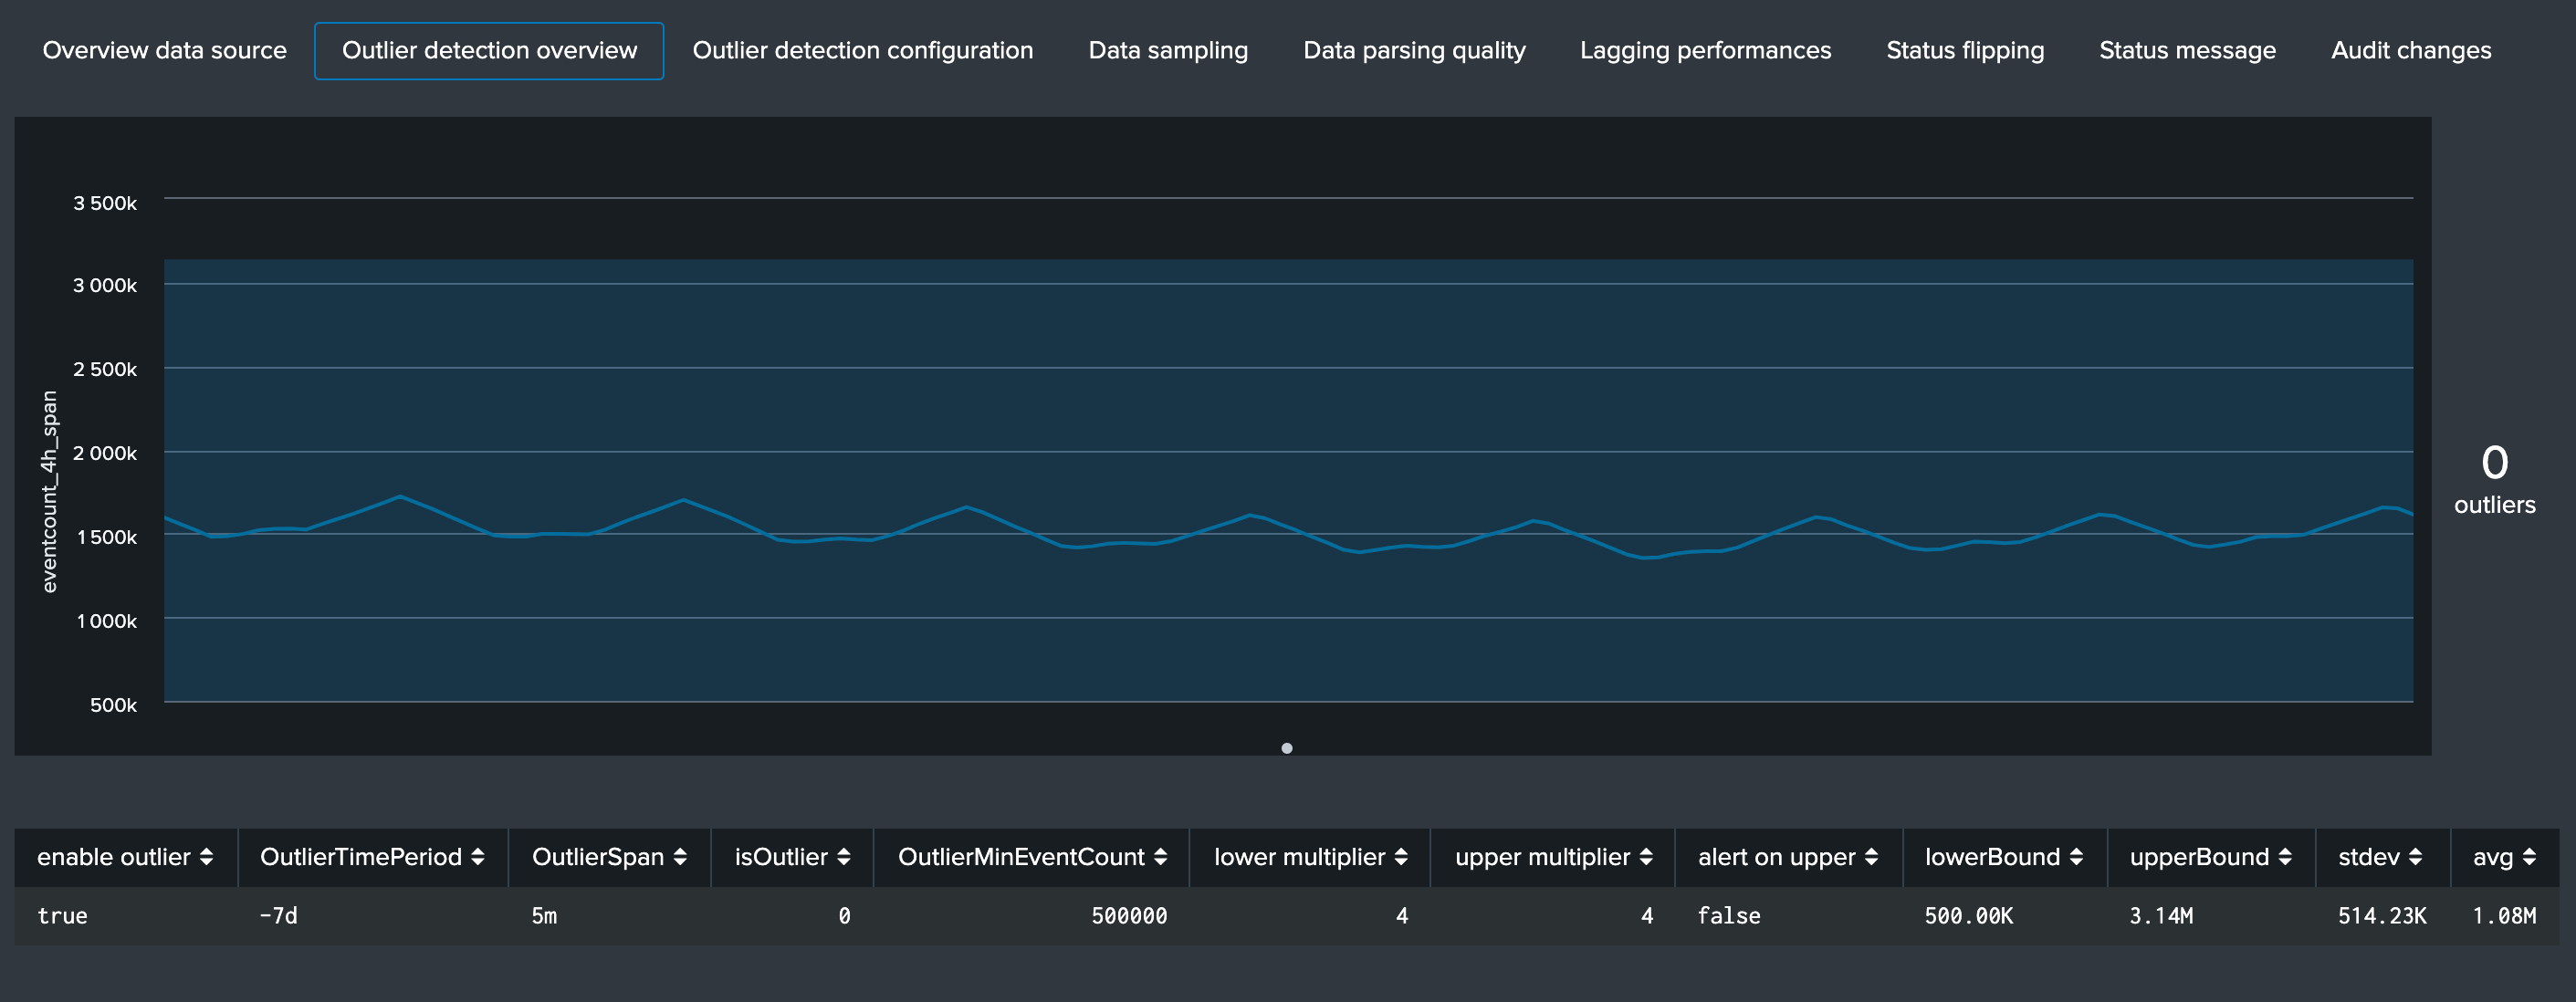 Overview data source Outlier detection overview Outlier detection configuration Data sampling Data parsing quality Lagging performances Status flipping Status message Audit changes
3 500k
3 000k
2 500k
2 000k
1 500k
1 000k
500k
eventcount_4h_span
0
outliers
enable outlier OutlierTimePeriod OutlierSpan isOutlier OutlierMinEventCount lower multiplier upper multiplier alert on upper lowerBound upperBound stdev avg
true -7d 5m 0 500000 4 4 false 500.00K 3.14M 514.23K 1.08M